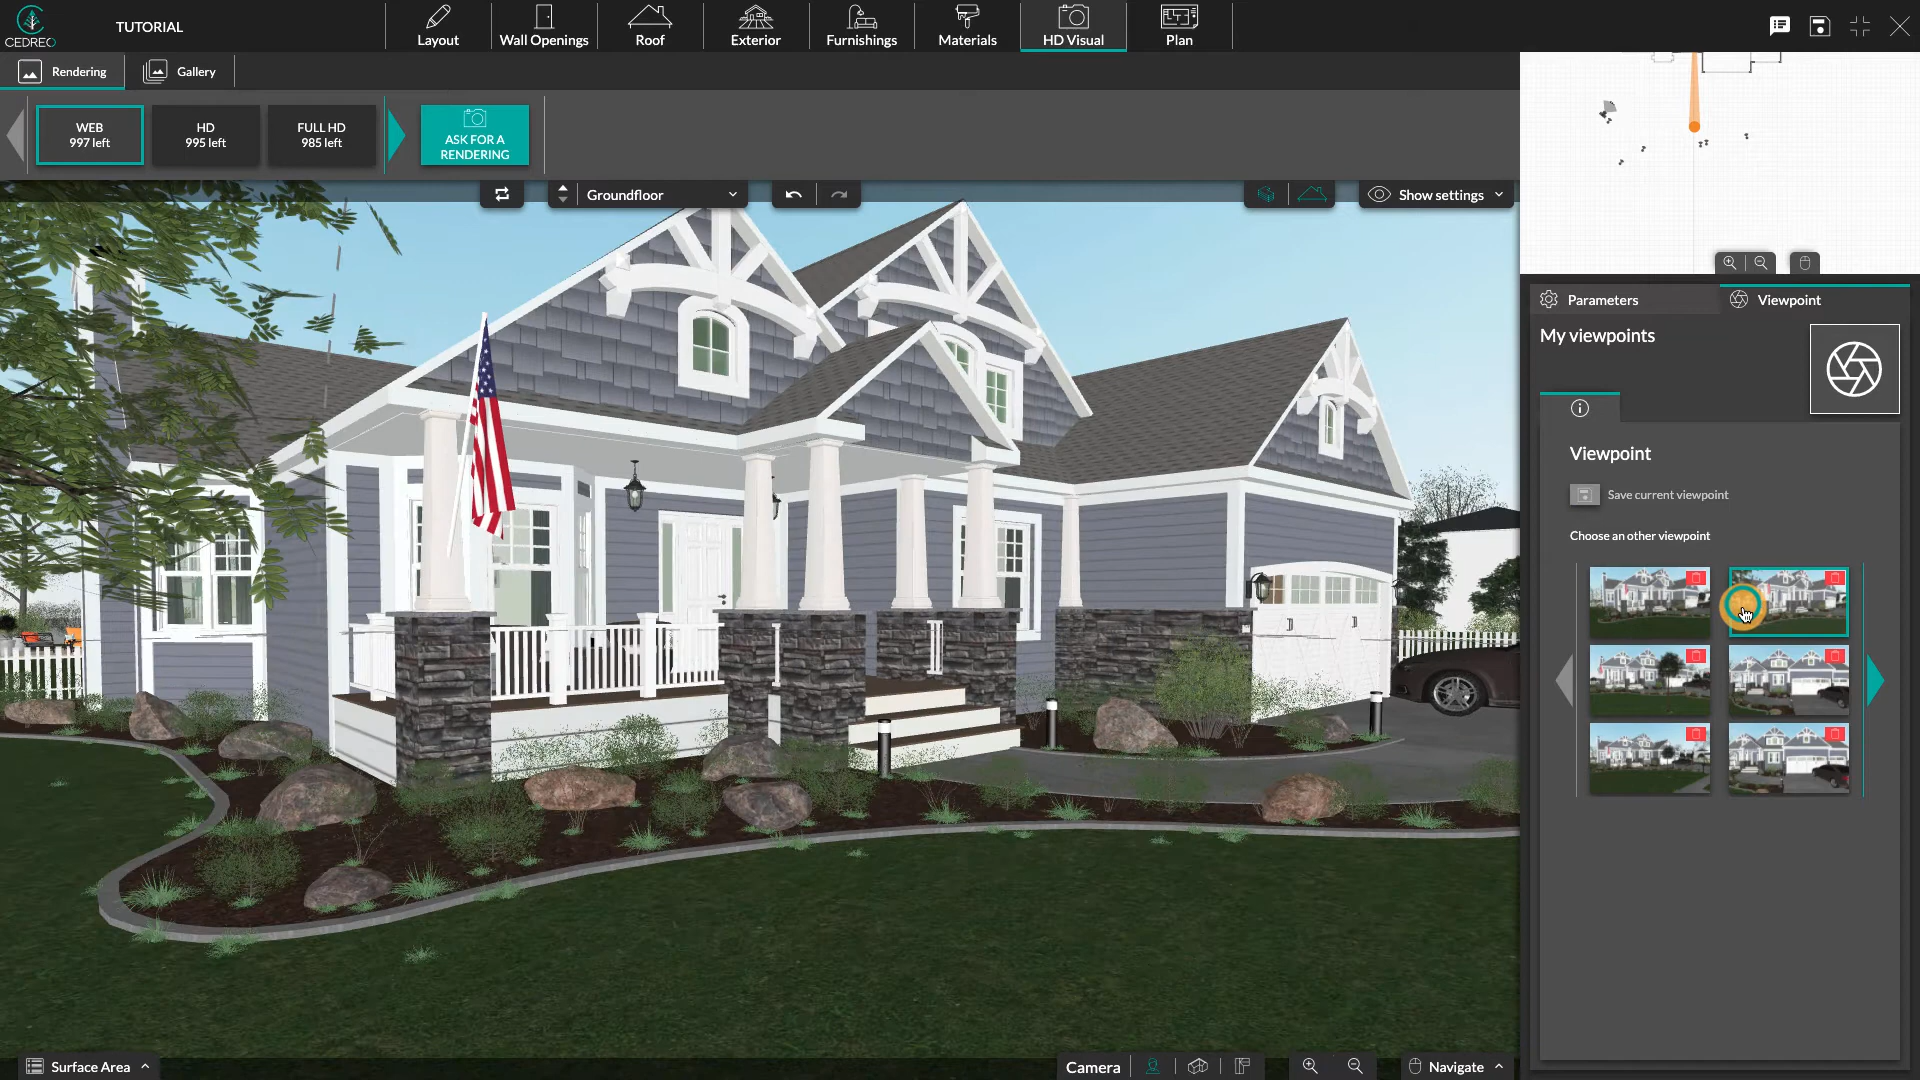 CEDREO
TUTORIAL
Layout
Wall Openings
Roof
Exterior
Furnishings
Materials
HD Visual
Plan
Rendering
Gallery
WEB
997 left
HD
995 left
FULL HD
985 left
ASK FOR A
RENDERING
Groundfloor
Show settings
Parameters
Viewpoint
My viewpoints
Viewpoint
Save current viewpoint
Choose an other viewpoint
Surface Area
Camera
Navigate